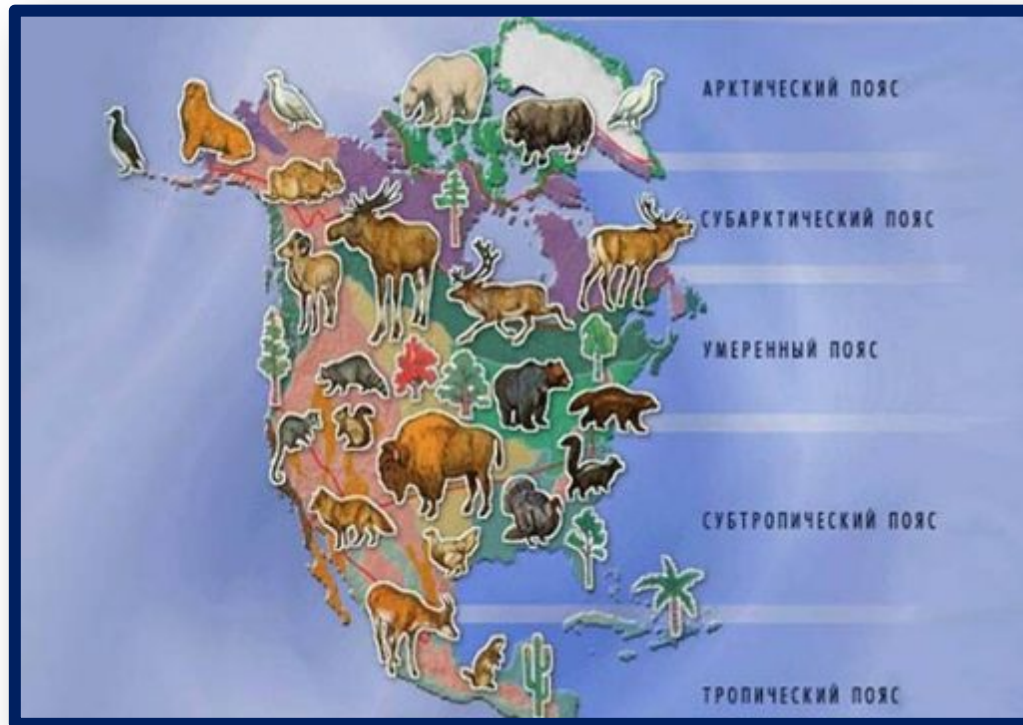 АРКТИЧЕСКИЙ ПОЯС
СУБАРКТИЧЕСКИЙ ПОЯС
УМЕРЕННЫЙ ПОЯС
СУБТРОПИЧЕСКИЙ ПОЯС
ТРОПИЧЕСКИЙ ПОЯС